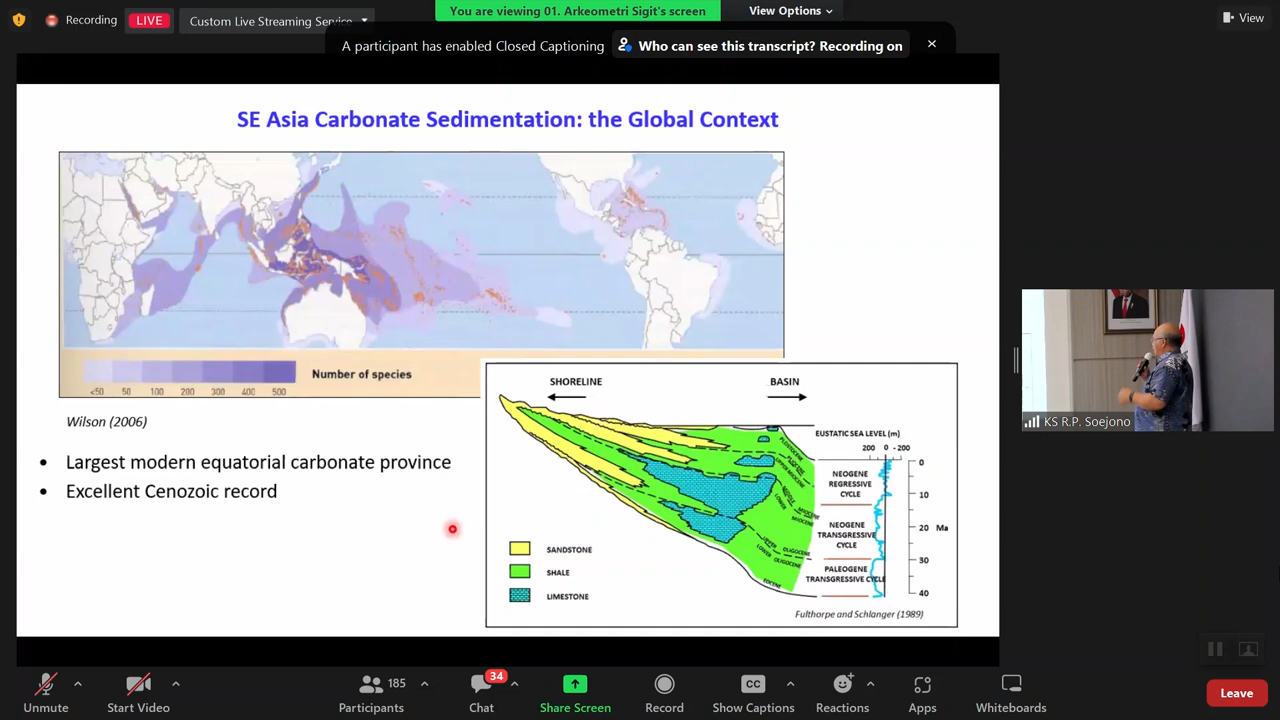 Recording
LIVE
Custom Live Streaming Service
You are viewing 01. Arkeometri Sigit's screen
View Options
View
A participant has enabled Closed Captioning
Who can see this transcript? Recording on
SE Asia Carbonate Sedimentation: the Global Context
Number of species
<50 50 100 200 300 400 500
Wilson (2006)
• Largest modern equatorial carbonate province
• Excellent Cenozoic record
SHORELINE
BASIN
EUSTATIC SEA LEVEL (m)
200 0 - 200
NEOGENE
REGRESSIVE
CYCLE
NEOGENE
TRANSGRESSIVE
CYCLE
PALEOGENE
TRANSGRESSIVE CYCLE
0
10
20 Ma
30
40
UPPER OLIGOCENE
LOWER OLIGOCENE
EOCENE
SANDSTONE
SHALE
LIMESTONE
Fulthorpe and Schlanger (1989)
KS R.P. Soejono
Unmute
Start Video
185
Participants
34
Chat
Share Screen
Record
CC
Show Captions
Reactions
Apps
Whiteboards
Leave